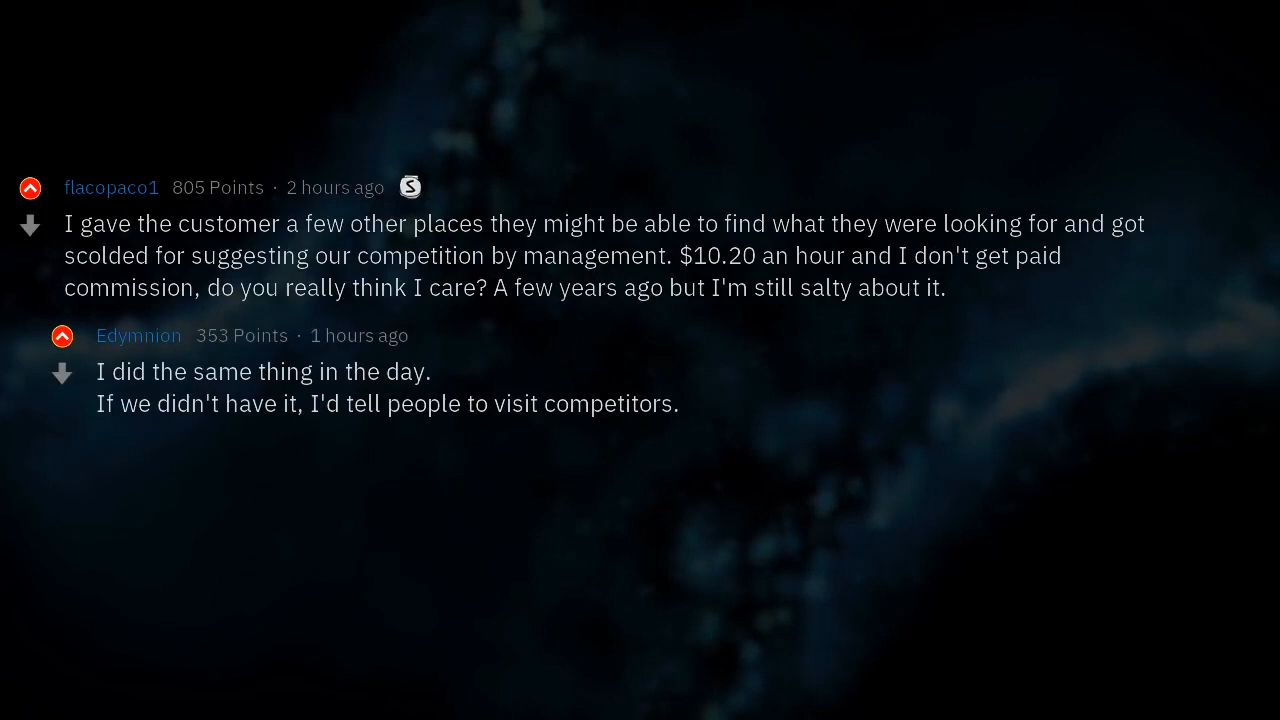 flacopaco1 805 Points · 2 hours ago S
I gave the customer a few other places they might be able to find what they were looking for and got
scolded for suggesting our competition by management. $10.20 an hour and I don't get paid
commission, do you really think I care? A few years ago but I'm still salty about it.
Edymnion 353 Points · 1 hours ago
I did the same thing in the day.
If we didn't have it, I'd tell people to visit competitors.